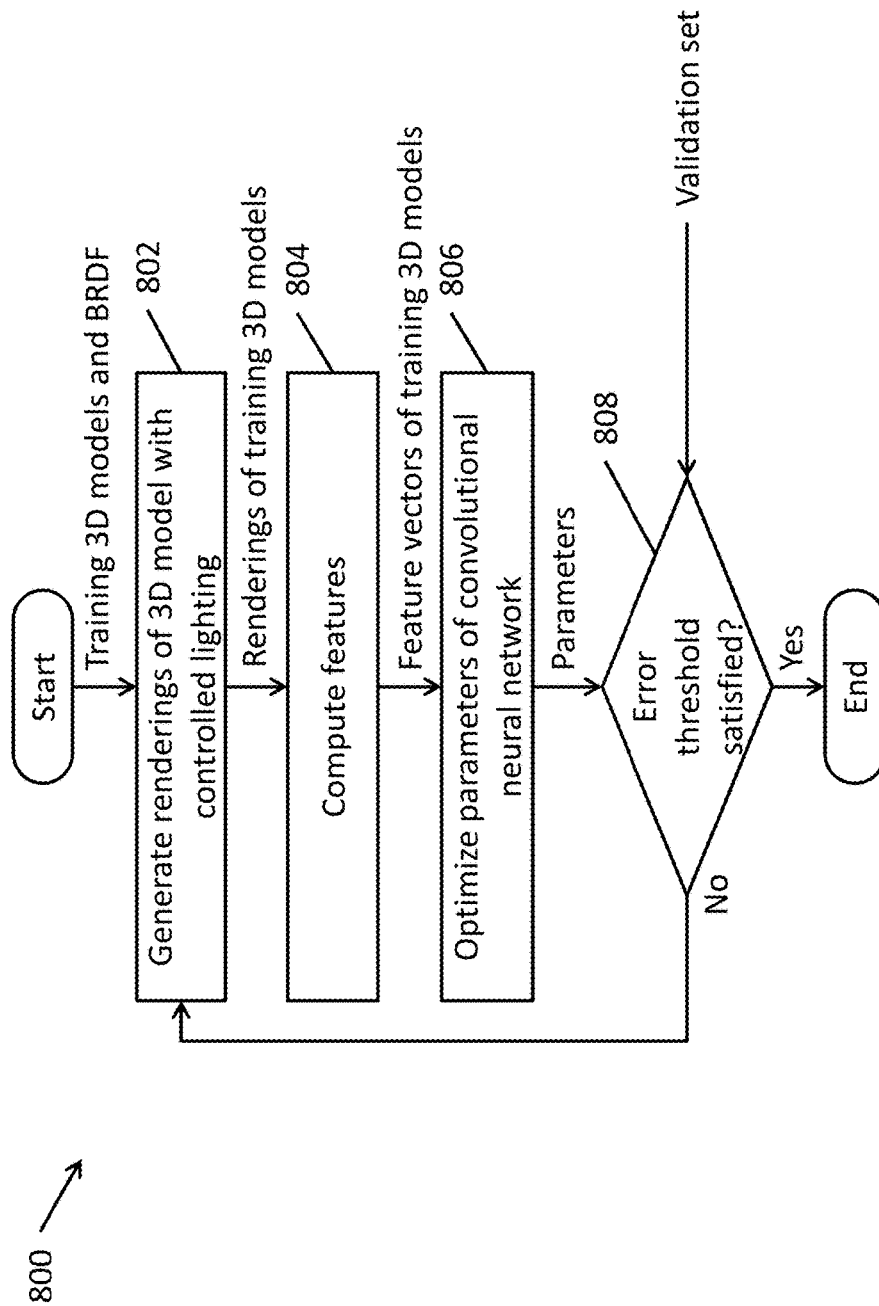 800
Start
Training 3D models and BRDF
802
Generate renderings of 3D model with
controlled lighting
Renderings of training 3D models
804
Compute features
Feature vectors of training 3D models
806
Optimize parameters of convolutional
neural network
Parameters
808
Error
threshold
satisfied?
Validation set
No
Yes
End